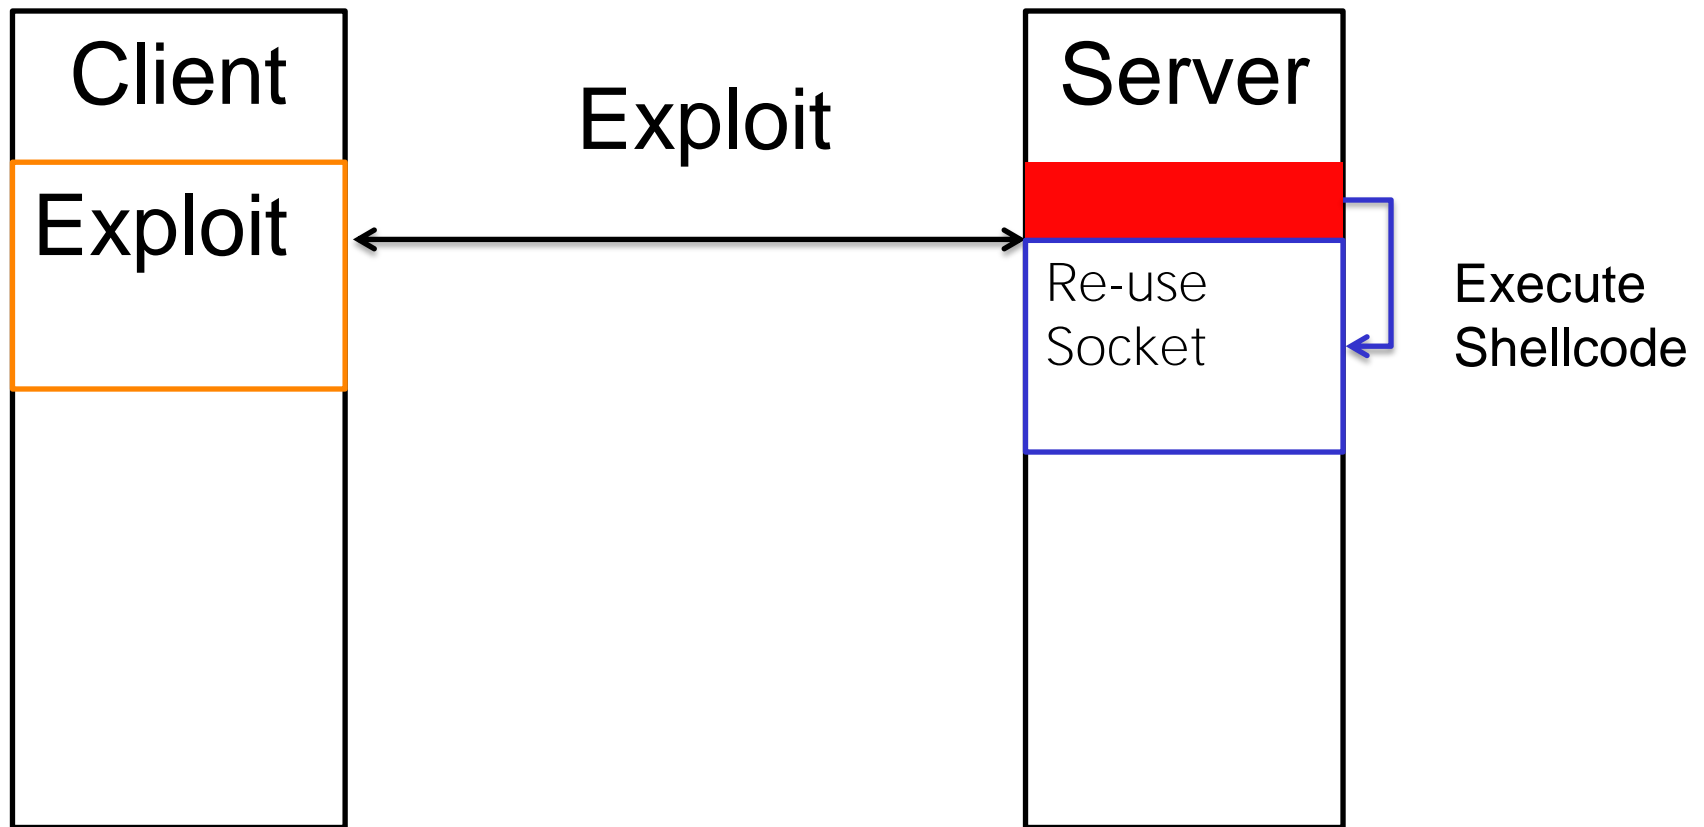 Client
Exploit
Server
Exploit
Re-use
Socket
Execute
Shellcode